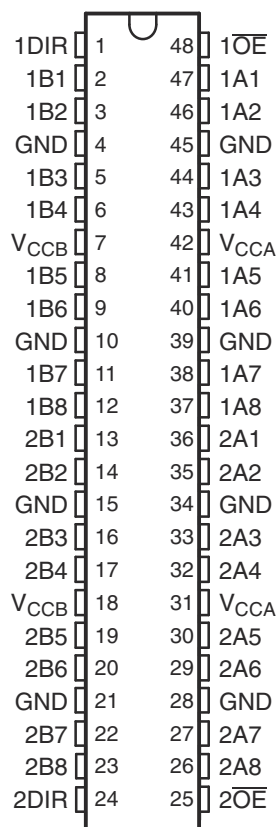 1DIR 1 48 1O̅E̅
1B1 2 47 1A1
1B2 3 46 1A2
GND 4 45 GND
1B3 5 44 1A3
1B4 6 43 1A4
VCCB 7 42 VCCA
1B5 8 41 1A5
1B6 9 40 1A6
GND 10 39 GND
1B7 11 38 1A7
1B8 12 37 1A8
2B1 13 36 2A1
2B2 14 35 2A2
GND 15 34 GND
2B3 16 33 2A3
2B4 17 32 2A4
VCCB 18 31 VCCA
2B5 19 30 2A5
2B6 20 29 2A6
GND 21 28 GND
2B7 22 27 2A7
2B8 23 26 2A8
2DIR 24 25 2O̅E̅